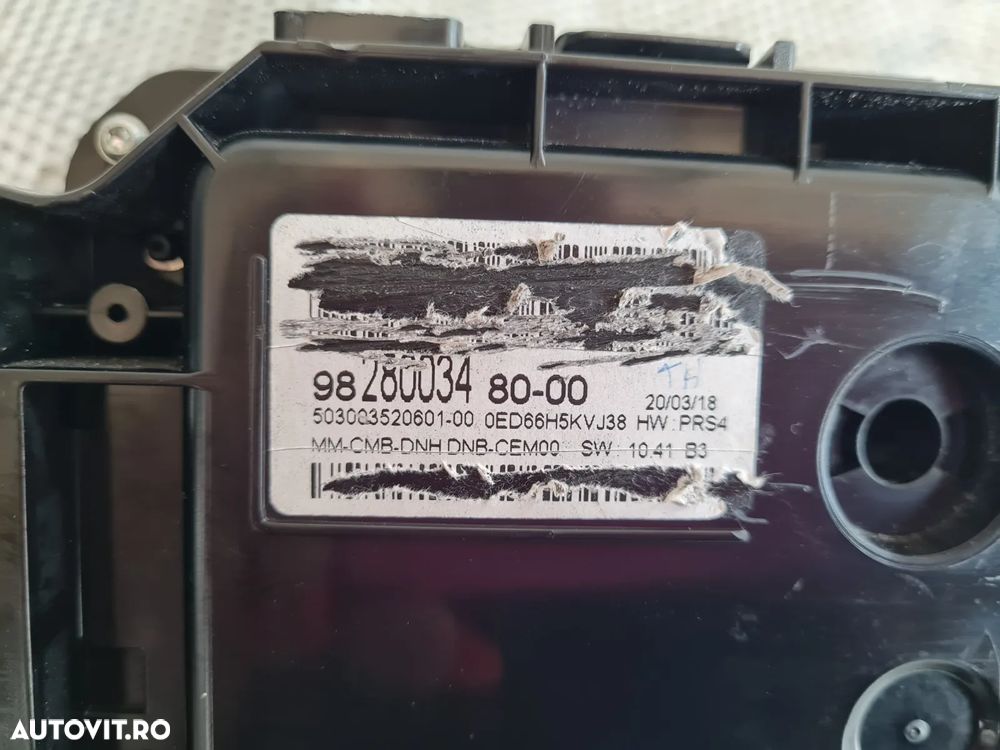 98 280034 80-00
TH
20/03/18
503003520601-00 0ED66H5KVJ38 HW : PRS4
MM-CMB-DNH DNB-CEM00 SW : 10.41 B3
AUTOVIT.RO